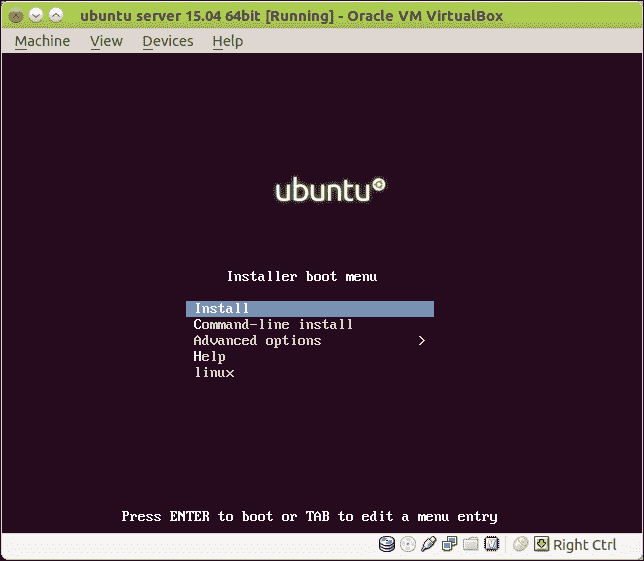 ubuntu server 15.04 64bit [Running] - Oracle VM VirtualBox
Machine View Devices Help
ubuntu
Installer boot menu
Install
Command-line install
Advanced options >
Help
linux
Press ENTER to boot or TAB to edit a menu entry
Right Ctrl